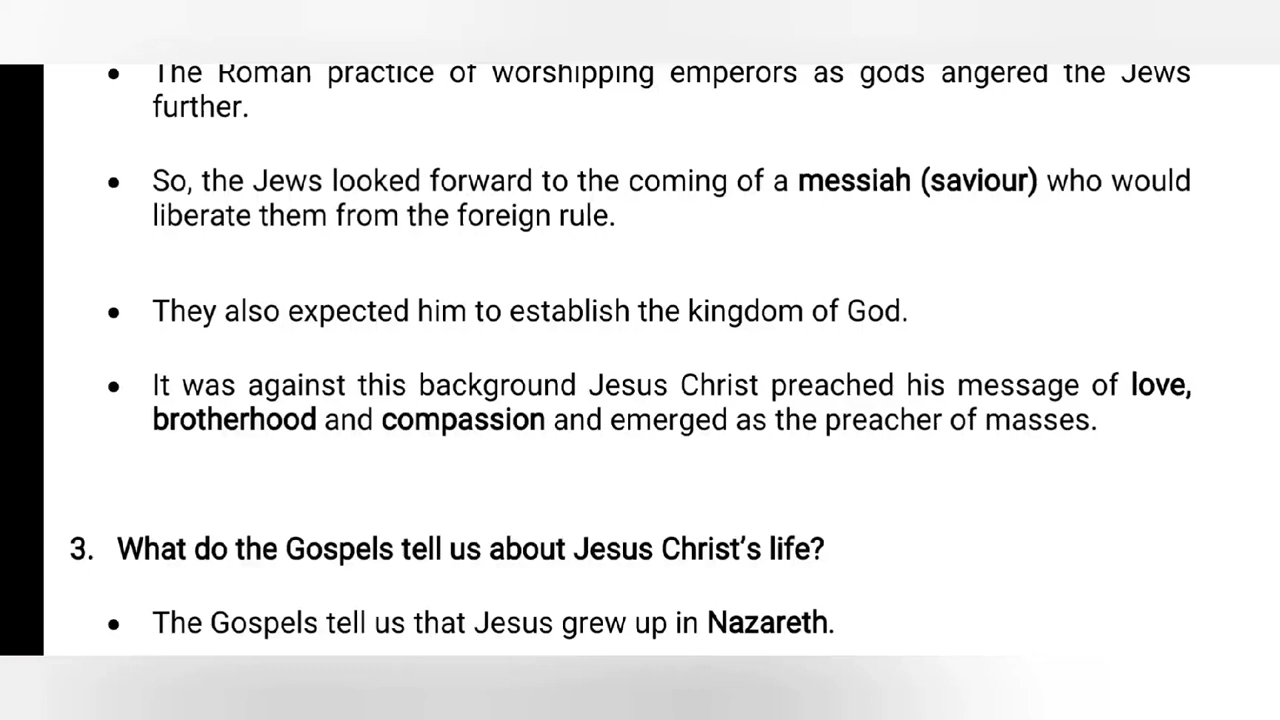 • The Roman practice of worshipping emperors as gods angered the Jews
further.
• So, the Jews looked forward to the coming of a messiah (saviour) who would
liberate them from the foreign rule.
• They also expected him to establish the kingdom of God.
• It was against this background Jesus Christ preached his message of love,
brotherhood and compassion and emerged as the preacher of masses.
3. What do the Gospels tell us about Jesus Christ's life?
• The Gospels tell us that Jesus grew up in Nazareth.